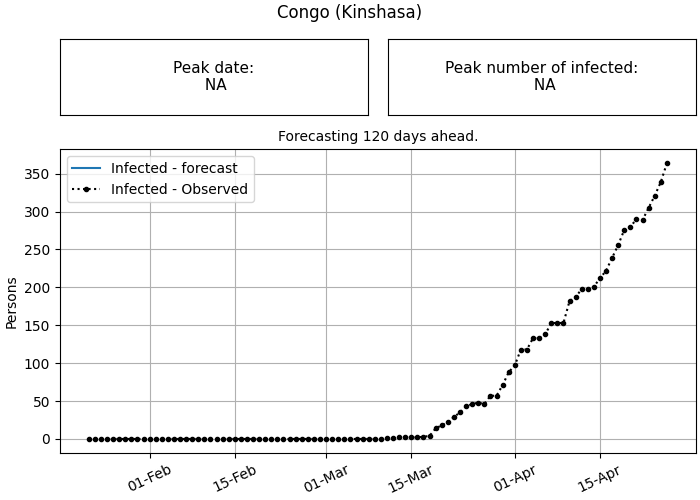 Congo (Kinshasa)
Peak date:
NA
Peak number of infected:
NA
Forecasting 120 days ahead.
Infected - forecast
Infected - Observed
Persons
350
300
250
200
150
100
50
0
01-Feb
15-Feb
01-Mar
15-Mar
01-Apr
15-Apr